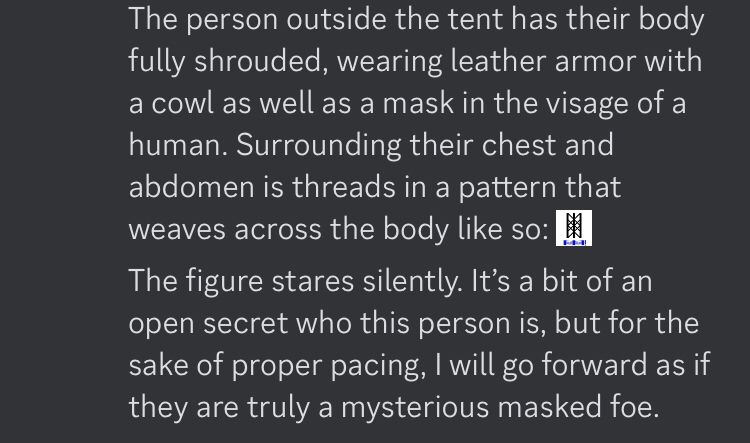 The person outside the tent has their body
fully shrouded, wearing leather armor with
a cowl as well as a mask in the visage of a
human. Surrounding their chest and
abdomen is threads in a pattern that
weaves across the body like so:
The figure stares silently. It’s a bit of an
open secret who this person is, but for the
sake of proper pacing, I will go forward as if
they are truly a mysterious masked foe.